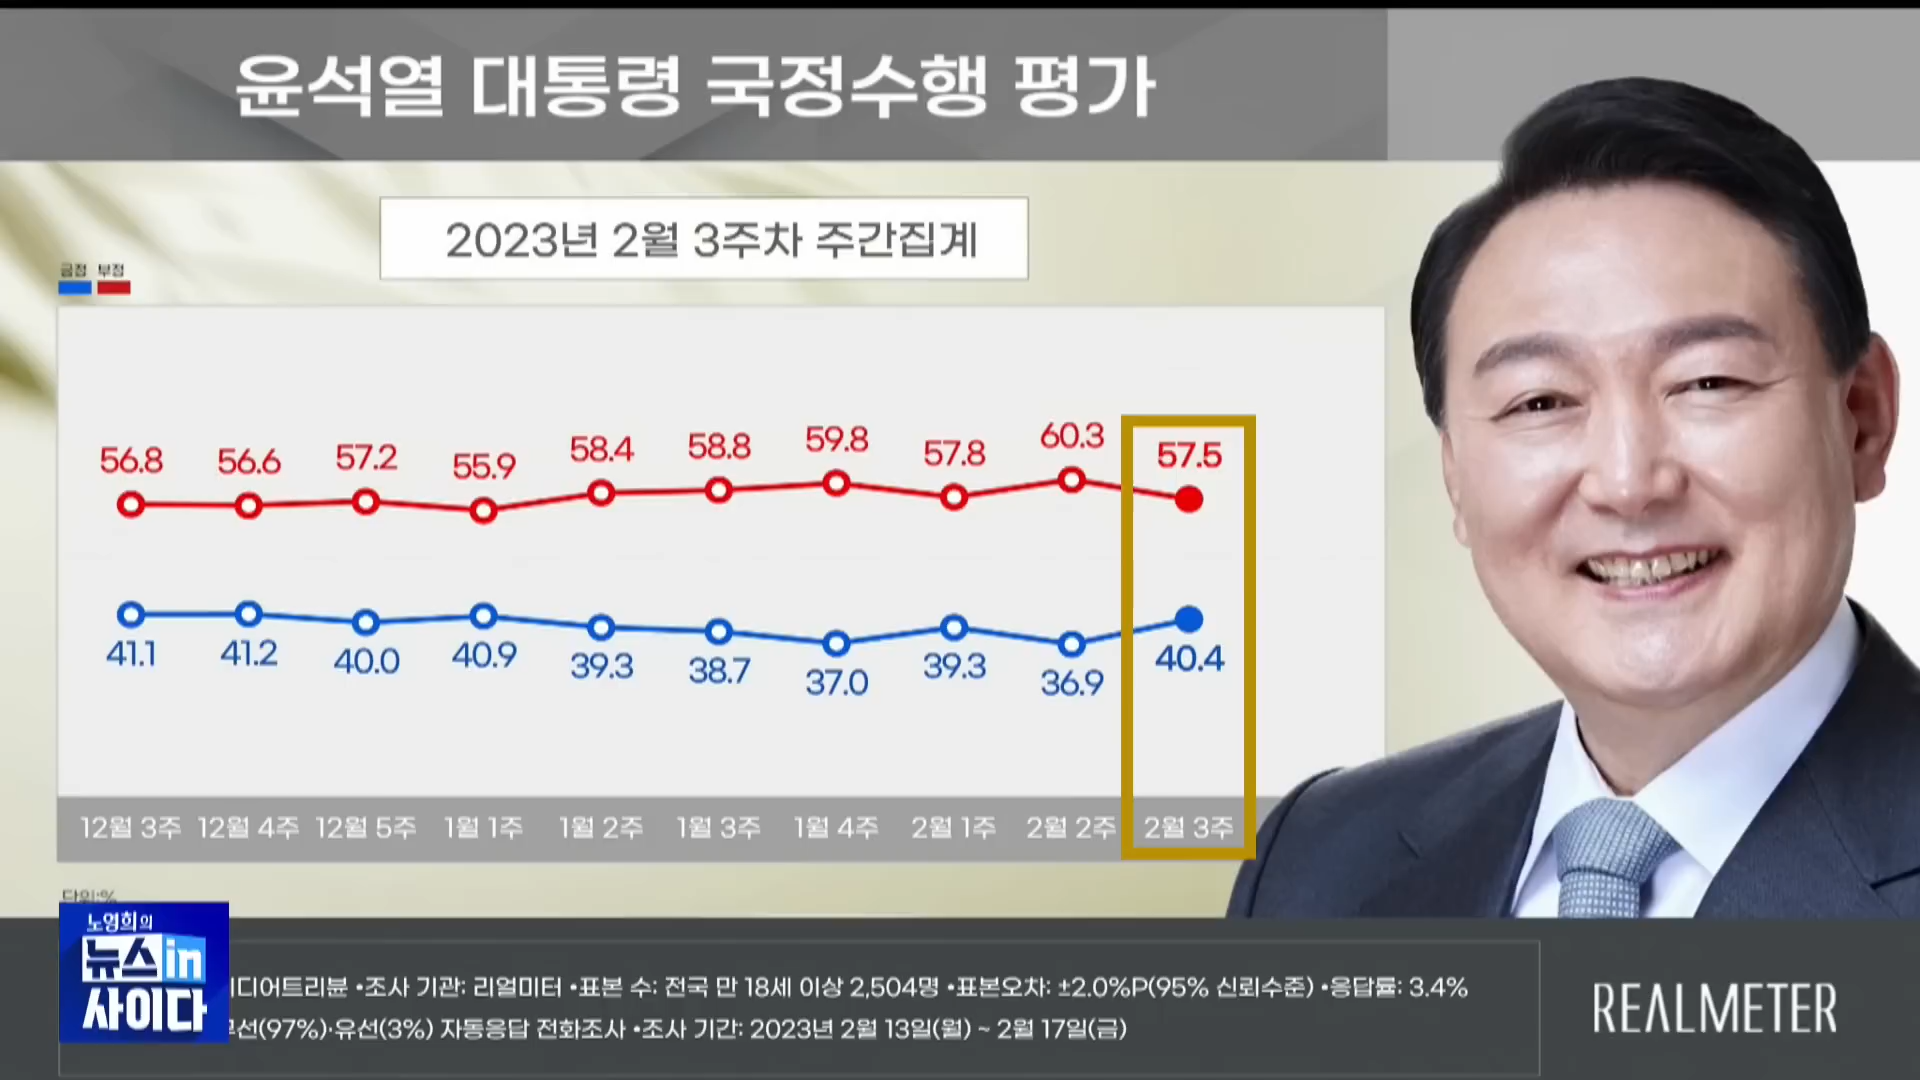 윤석열 대통령 국정수행 평가
2023년 2월 3주차 주간집계
긍정 부정
56.8 56.6 57.2 55.9 58.4 58.8 59.8 57.8 60.3 57.5
41.1 41.2 40.0 40.9 39.3 38.7 37.0 39.3 36.9 40.4
12월 3주 12월 4주 12월 5주 1월 1주 1월 2주 1월 3주 1월 4주 2월 1주 2월 2주 2월 3주
단위:%
노영희의
뉴스in
사이다
디어트리뷴 •조사 기관: 리얼미터 •표본 수: 전국 만 18세 이상 2,504명 •표본오차: ±2.0%P(95% 신뢰수준) •응답률: 3.4%
무선(97%)·유선(3%) 자동응답 전화조사 •조사 기간: 2023년 2월 13일(월) ~ 2월 17일(금)
REALMETER